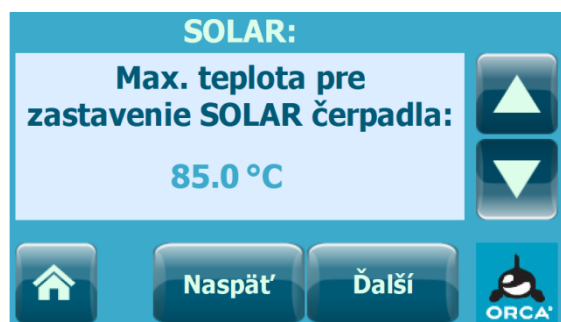 SOLAR:
Max. teplota pre
zastavenie SOLAR čerpadla:
85.0 °C
Naspäť
Ďalší
ORCA®